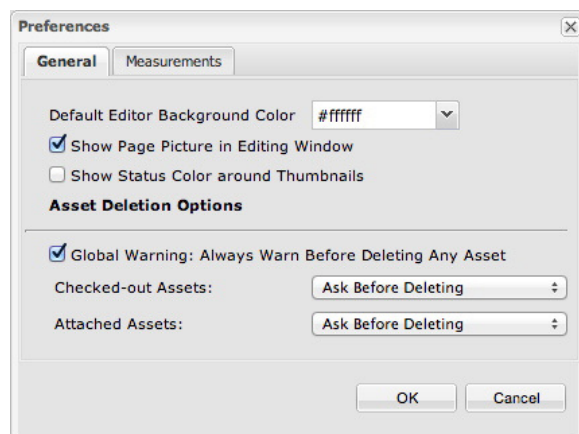 Preferences
General Measurements
Default Editor Background Color #ffffff
Show Page Picture in Editing Window
Show Status Color around Thumbnails
Asset Deletion Options
Global Warning: Always Warn Before Deleting Any Asset
Checked-out Assets: Ask Before Deleting
Attached Assets: Ask Before Deleting
OK Cancel